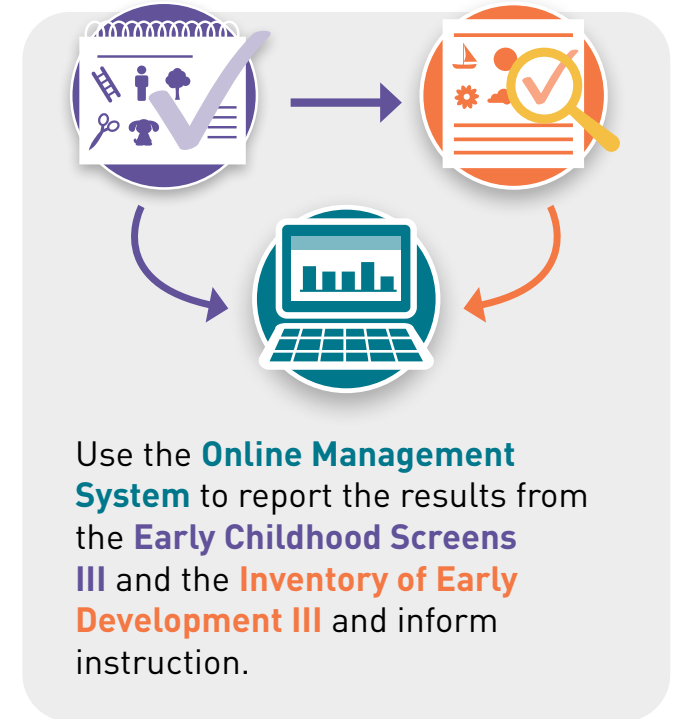 Use the Online Management
System to report the results from
the Early Childhood Screens
III and the Inventory of Early
Development III and inform
instruction.